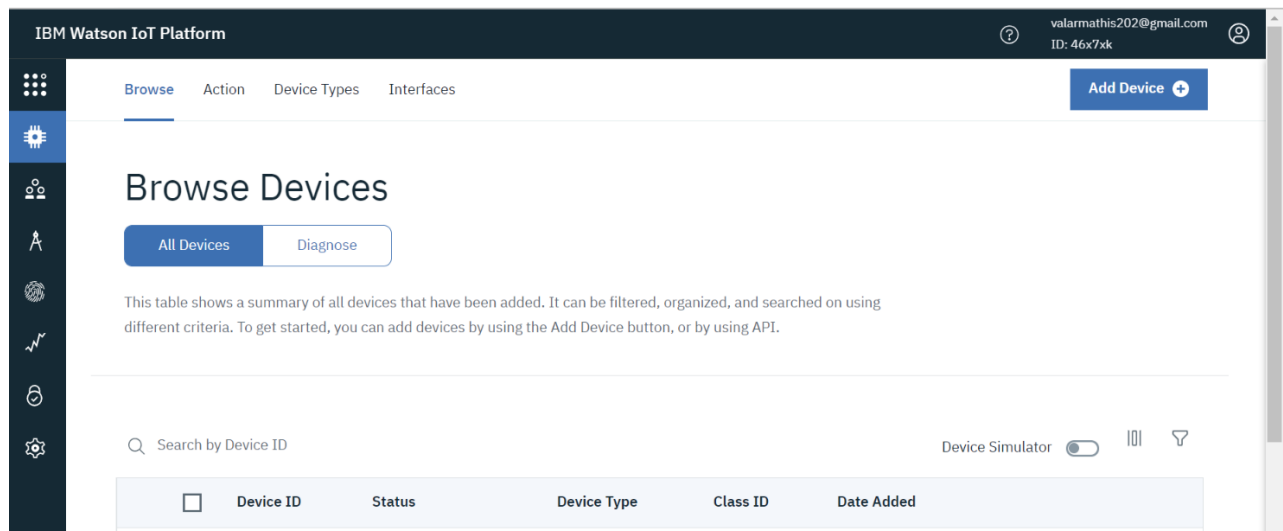 IBM Watson IoT Platform
?
valarmathis202@gmail.com
ID: 46x7xk
Browse Action Device Types Interfaces
Add Device
Browse Devices
All Devices Diagnose
This table shows a summary of all devices that have been added. It can be filtered, organized, and searched on using
different criteria. To get started, you can add devices by using the Add Device button, or by using API.
Search by Device ID
Device Simulator
Device ID Status Device Type Class ID Date Added